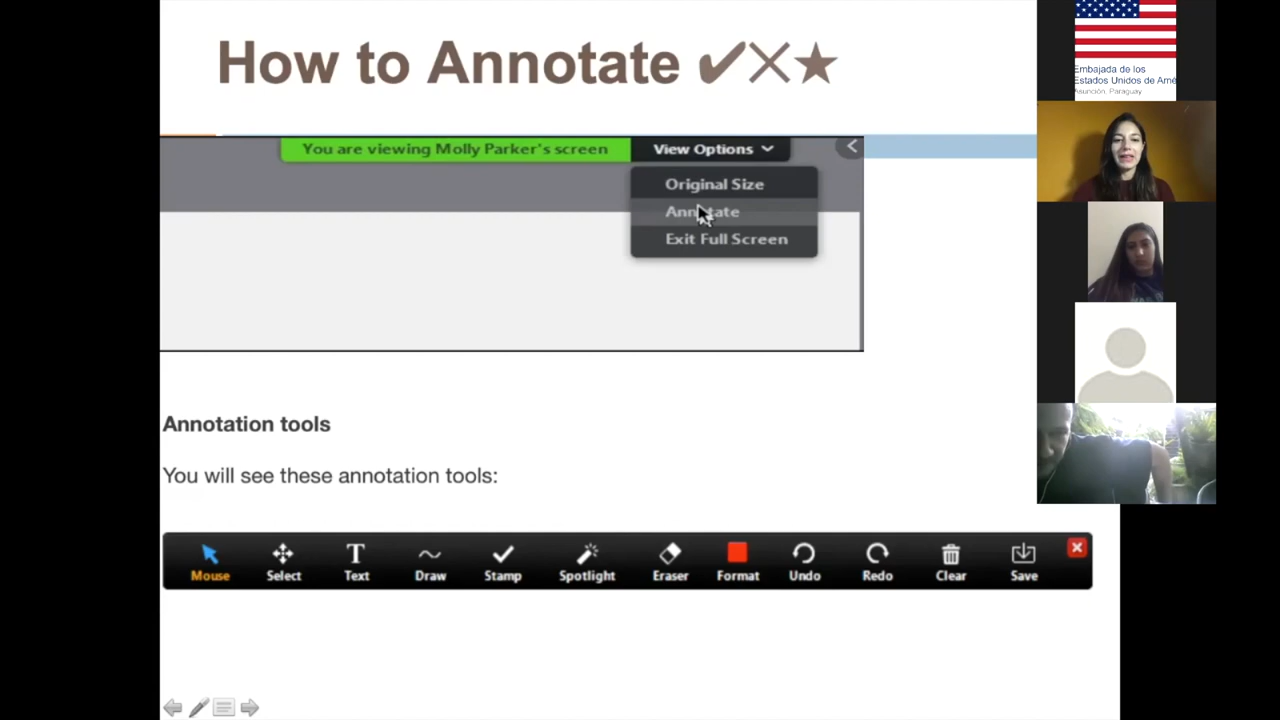 How to Annotate ✔✕★
You are viewing Molly Parker's screen
View Options
Original Size
Annotate
Exit Full Screen
Annotation tools
You will see these annotation tools:
Mouse
Select
Text
Draw
Stamp
Spotlight
Eraser
Format
Undo
Redo
Clear
Save
Embajada de los
Estados Unidos de Amé
Asunción, Paraguay